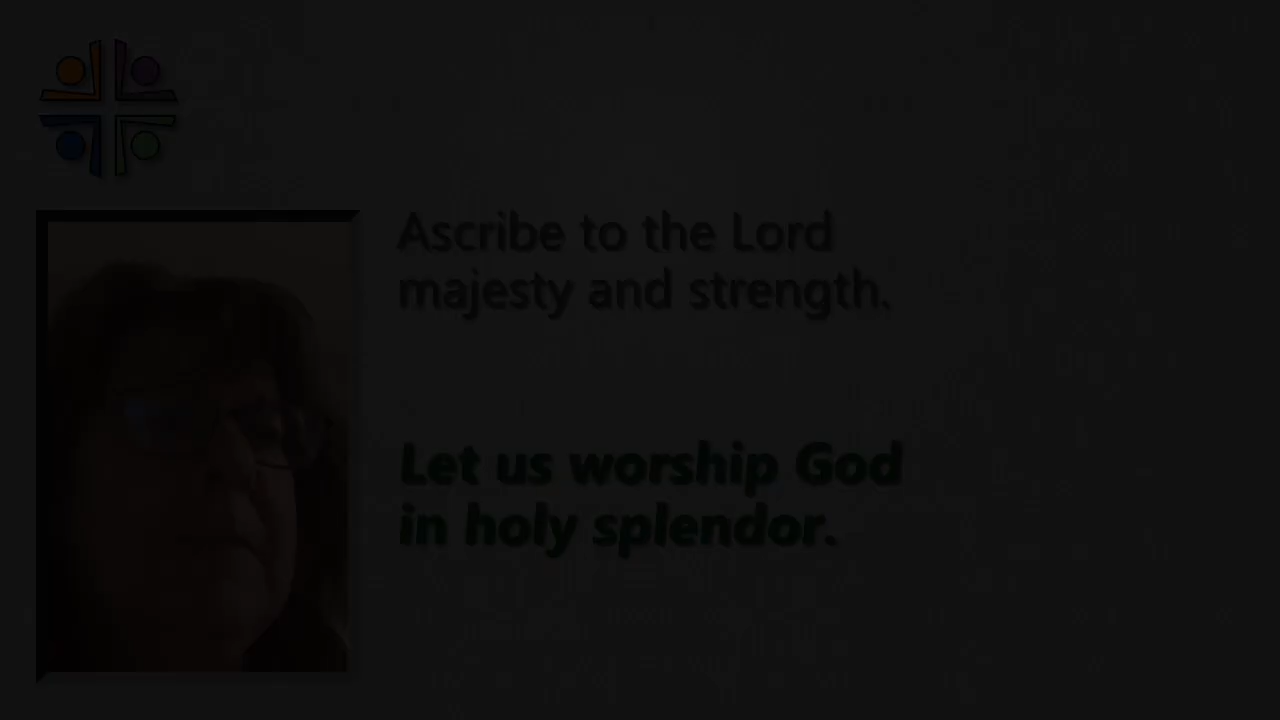 Ascribe to the Lord
majesty and strength.
Let us worship God
in holy splendor.